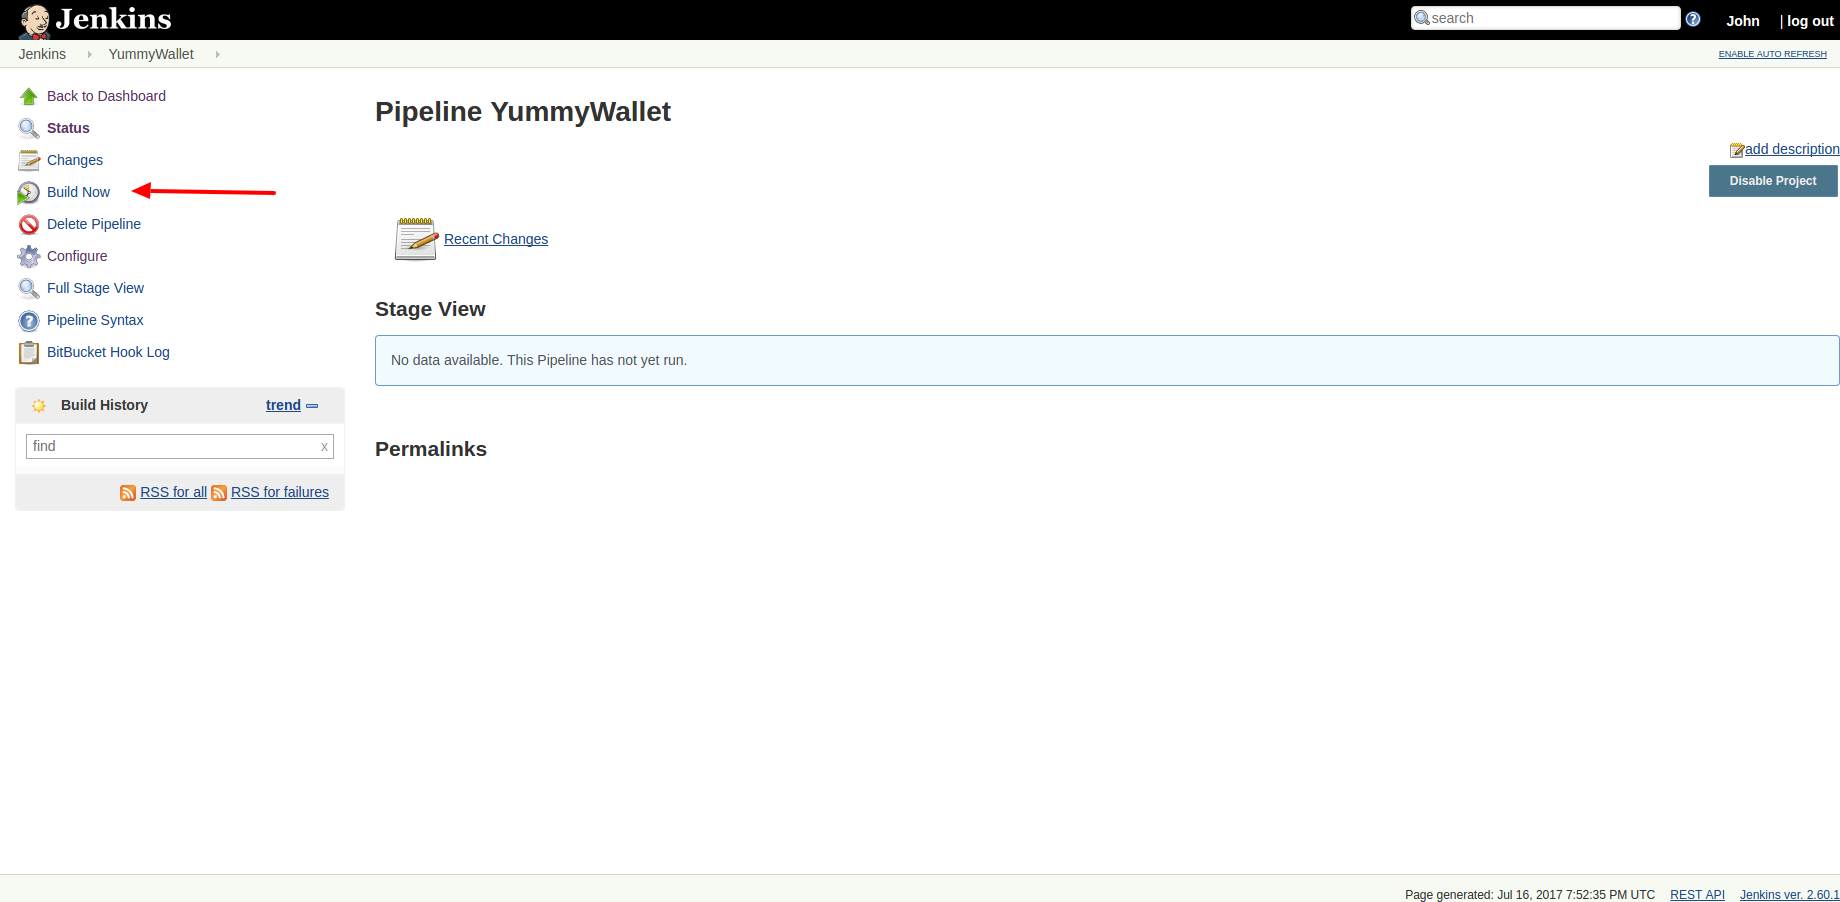 Jenkins
search
John
| log out
Jenkins
YummyWallet
ENABLE AUTO REFRESH
Back to Dashboard
Status
Changes
Build Now
Delete Pipeline
Configure
Full Stage View
Pipeline Syntax
BitBucket Hook Log
Build History
trend
find
x
RSS for all
RSS for failures
Pipeline YummyWallet
add description
Disable Project
Recent Changes
Stage View
No data available. This Pipeline has not yet run.
Permalinks
Page generated: Jul 16, 2017 7:52:35 PM UTC
REST API
Jenkins ver. 2.60.1